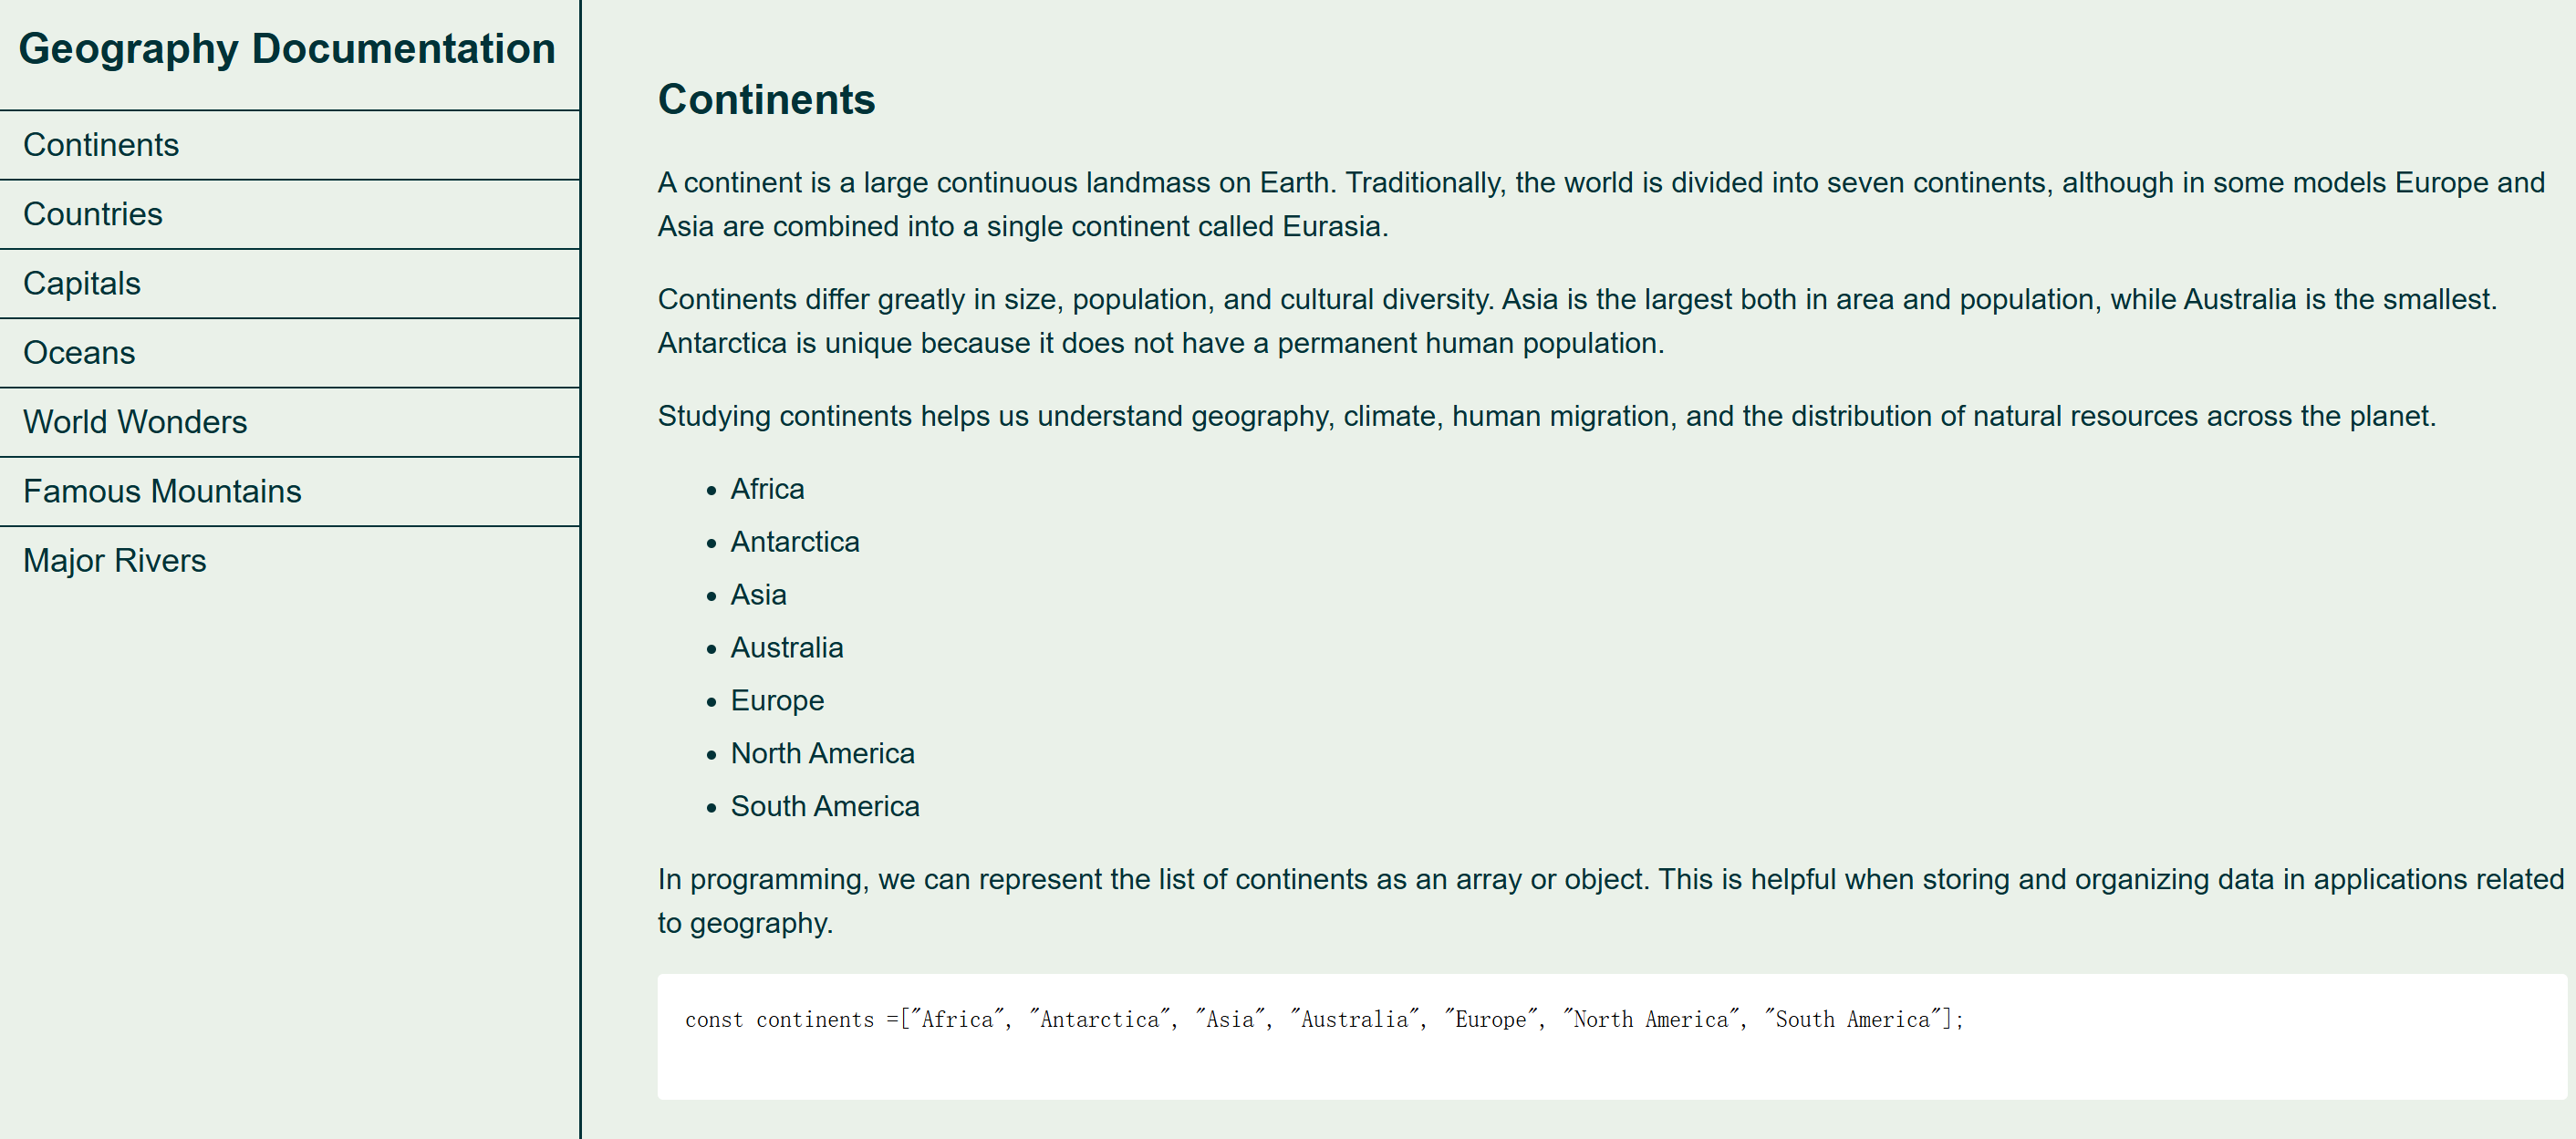 Geography Documentation
Continents
Countries
Capitals
Oceans
World Wonders
Famous Mountains
Major Rivers
Continents
A continent is a large continuous landmass on Earth. Traditionally, the world is divided into seven continents, although in some models Europe and
Asia are combined into a single continent called Eurasia.
Continents differ greatly in size, population, and cultural diversity. Asia is the largest both in area and population, while Australia is the smallest.
Antarctica is unique because it does not have a permanent human population.
Studying continents helps us understand geography, climate, human migration, and the distribution of natural resources across the planet.
• Africa
• Antarctica
• Asia
• Australia
• Europe
• North America
• South America
In programming, we can represent the list of continents as an array or object. This is helpful when storing and organizing data in applications related
to geography.
const continents =["Africa", "Antarctica", "Asia", "Australia", "Europe", "North America", "South America"];